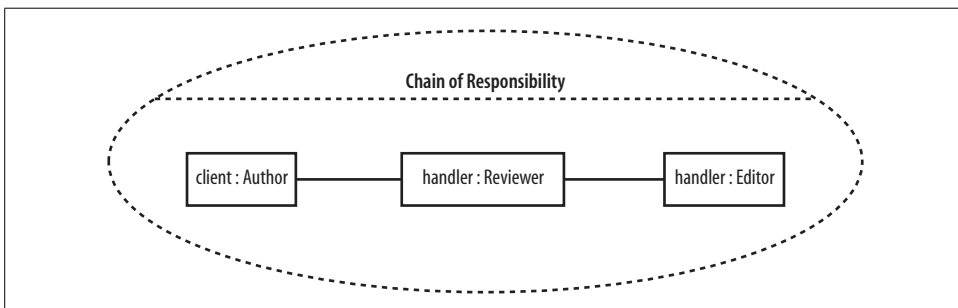 Chain of Responsibility
client : Author
handler : Reviewer
handler : Editor